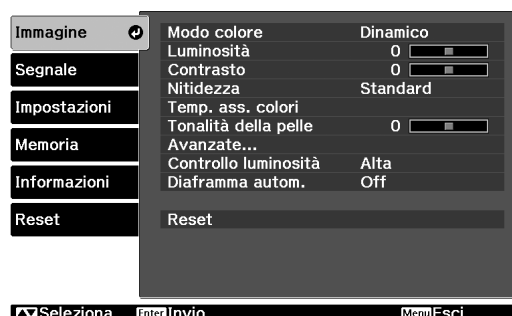 Immagine
Segnale
Impostazioni
Memoria
Informazioni
Reset
Modo colore Dinamico
Luminosità 0
Contrasto 0
Nitidezza Standard
Temp. ass. colori
Tonalità della pelle 0
Avanzate...
Controllo luminosità Alta
Diaframma autom. Off
Reset
Seleziona Enter Invio Menu Esci